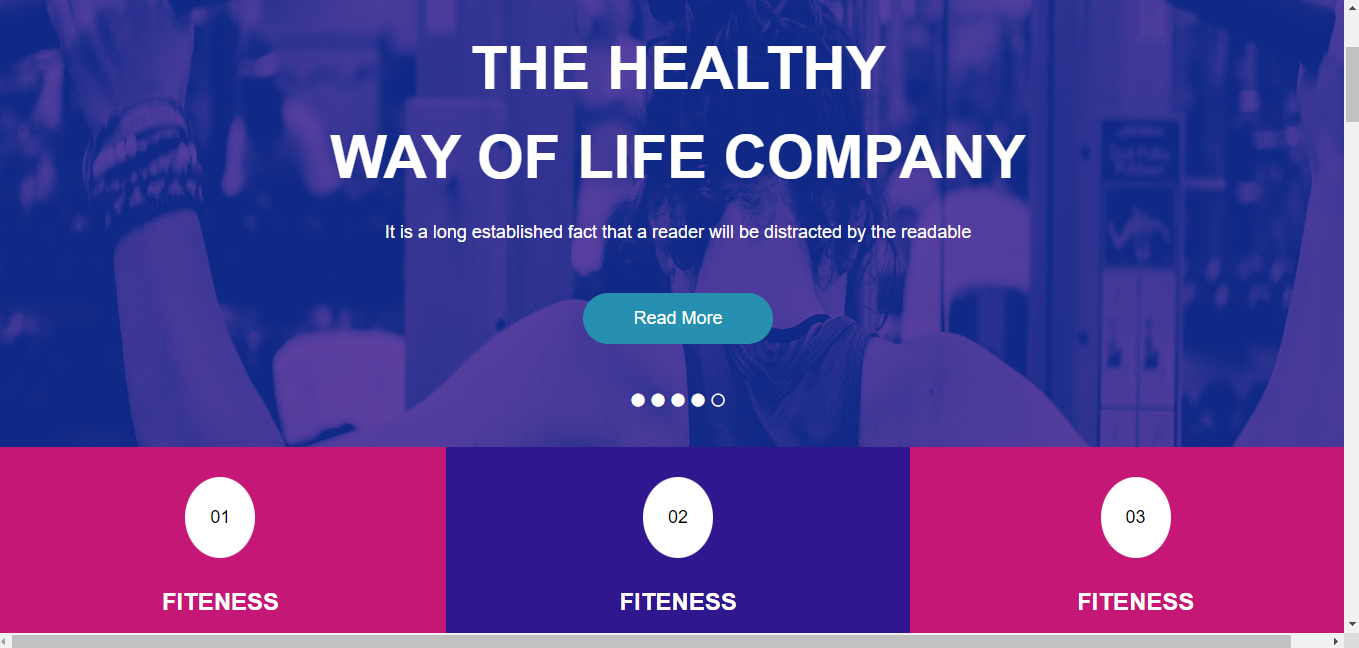 THE HEALTHY
WAY OF LIFE COMPANY
It is a long established fact that a reader will be distracted by the readable
Read More
01
02
03
FITENESS
FITENESS
FITENESS